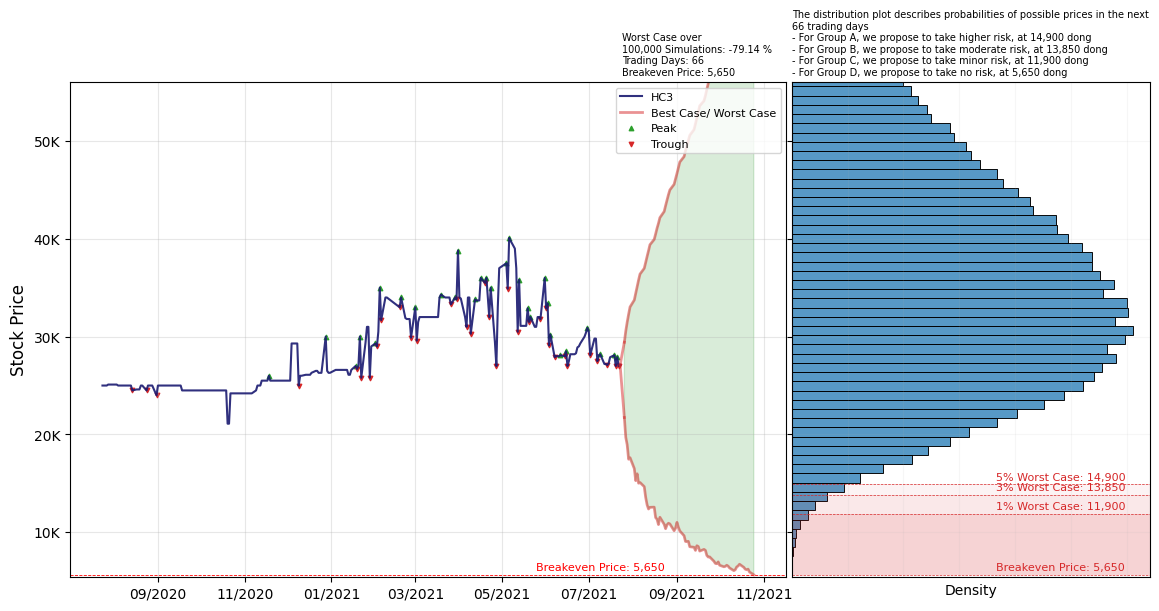 The distribution plot describes probabilities of possible prices in the next
66 trading days
- For Group A, we propose to take higher risk, at 14,900 dong
- For Group B, we propose to take moderate risk, at 13,850 dong
- For Group C, we propose to take minor risk, at 11,900 dong
- For Group D, we propose to take no risk, at 5,650 dong
Worst Case over
100,000 Simulations: -79.14 %
Trading Days: 66
Breakeven Price: 5,650
HC3
Best Case/ Worst Case
Peak
Trough
Stock Price
50K
40K
30K
20K
10K
5% Worst Case: 14,900
3% Worst Case: 13,850
1% Worst Case: 11,900
Breakeven Price: 5,650
Breakeven Price: 5,650
09/2020
11/2020
01/2021
03/2021
05/2021
07/2021
09/2021
11/2021
Density